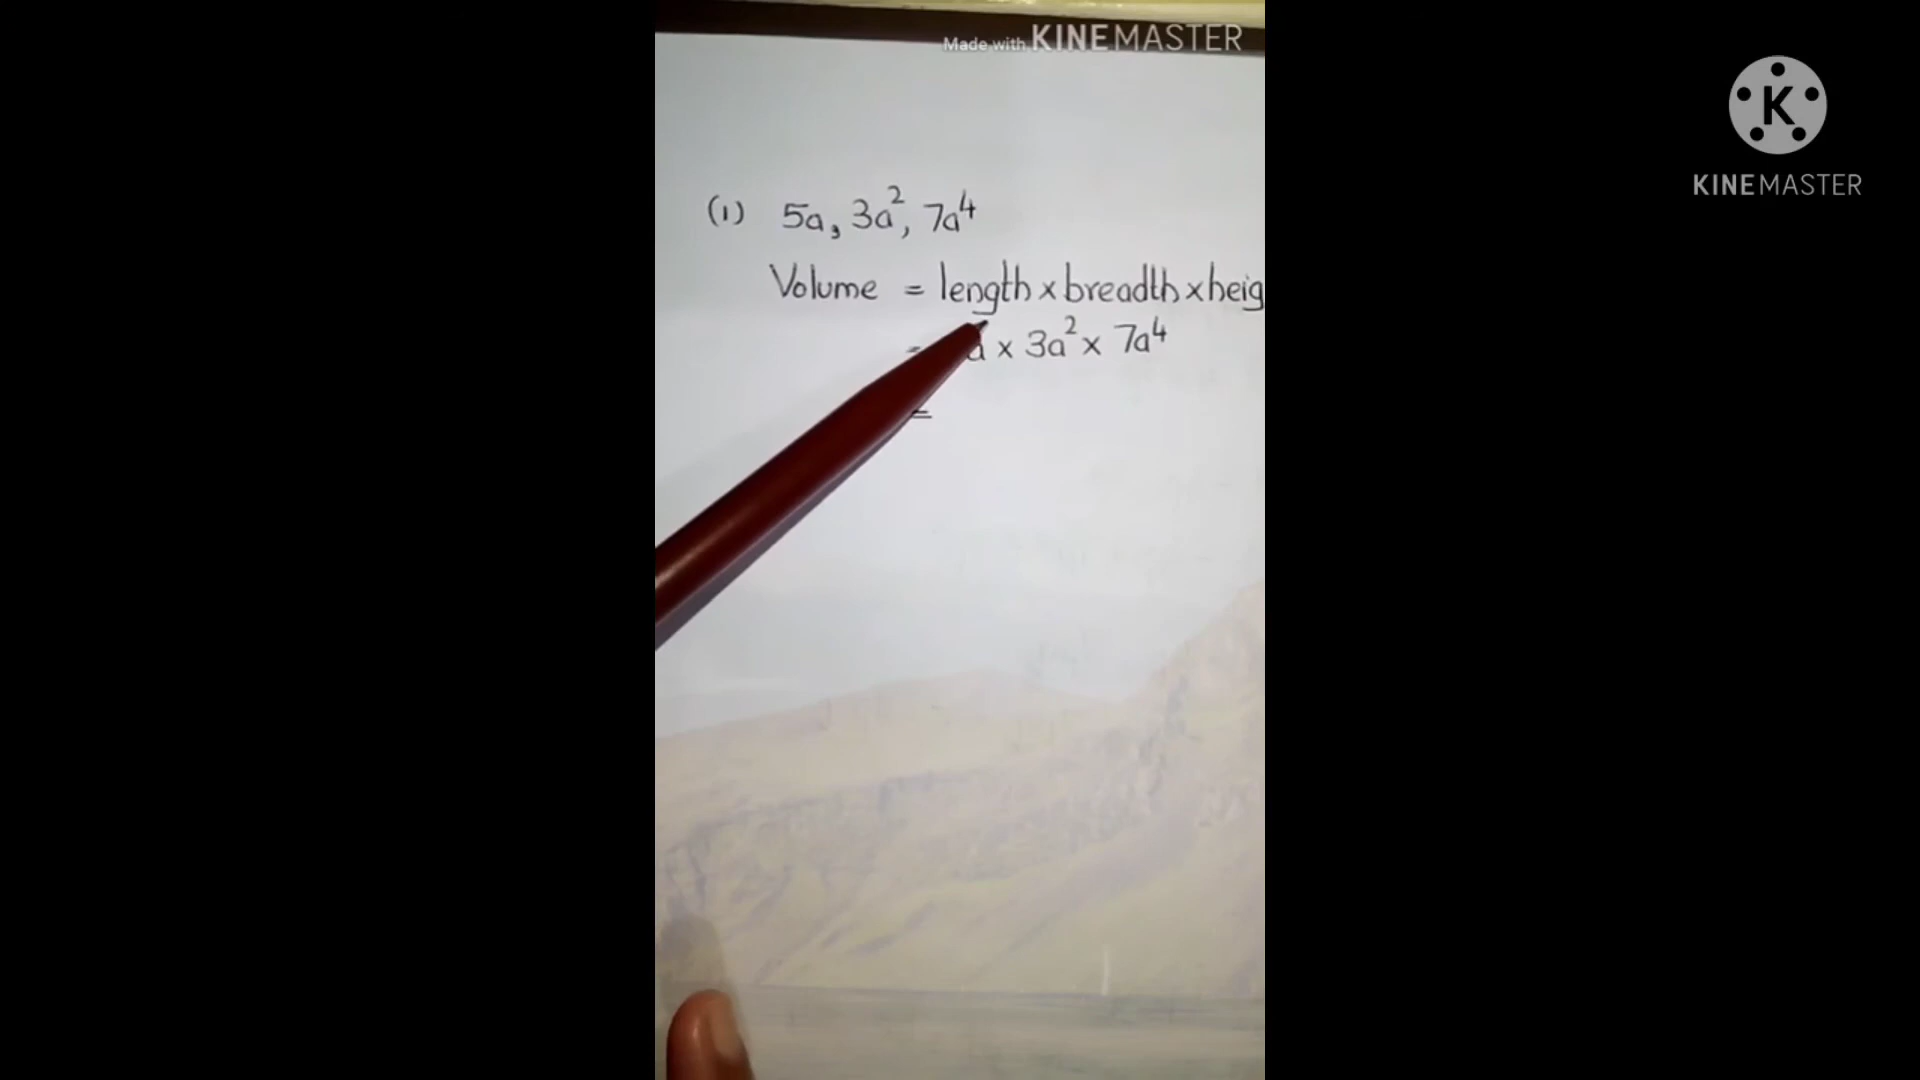 Made with KINEMASTER
K
KINEMASTER
(1) 5a, 3a², 7a⁴
Volume = length × breadth × heig
= a × 3a² × 7a⁴
=